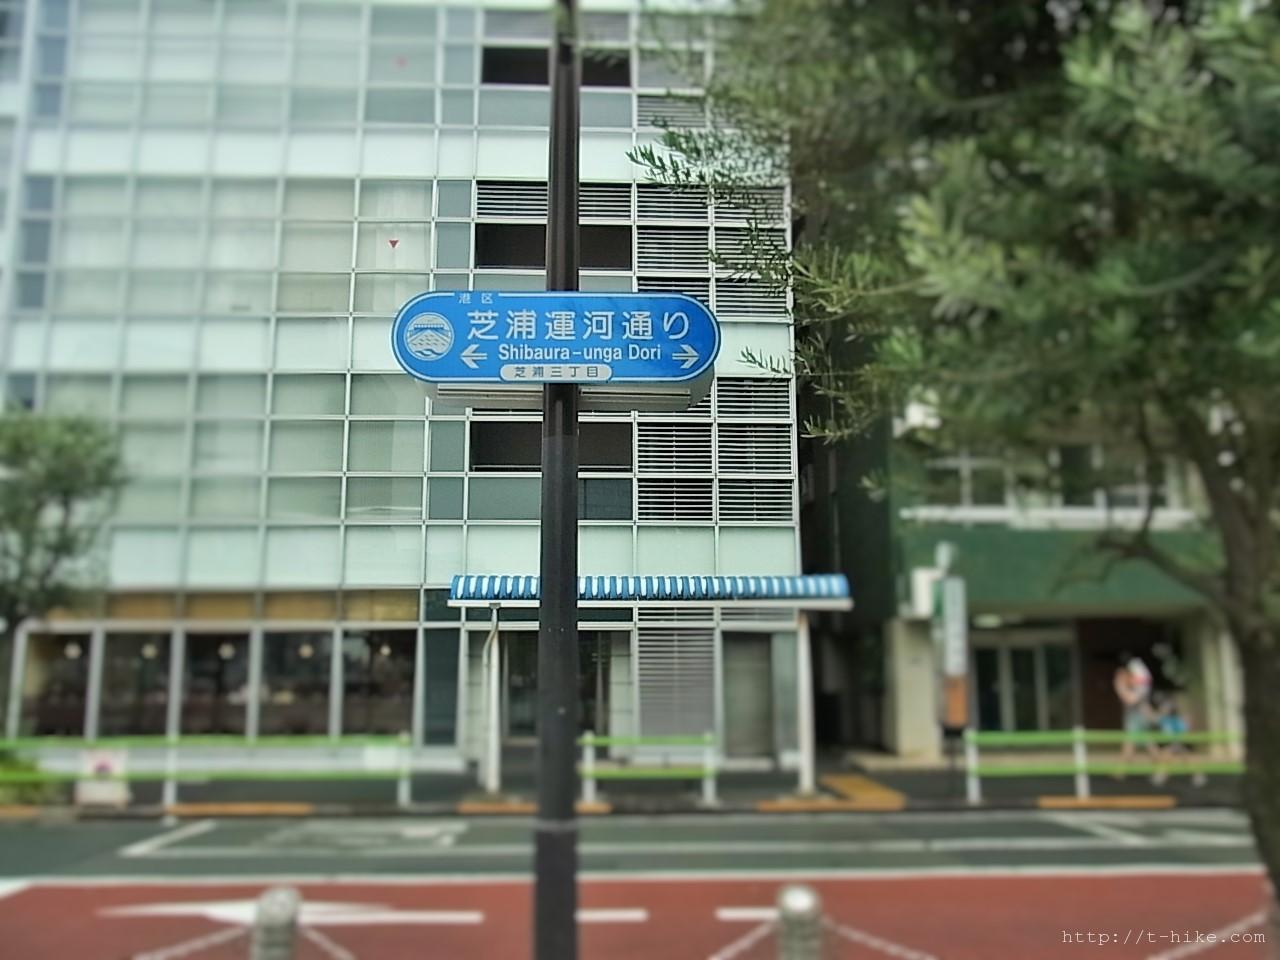 港区
芝浦運河通り
Shibaura-unga Dori
芝浦三丁目
http://t-hike.com